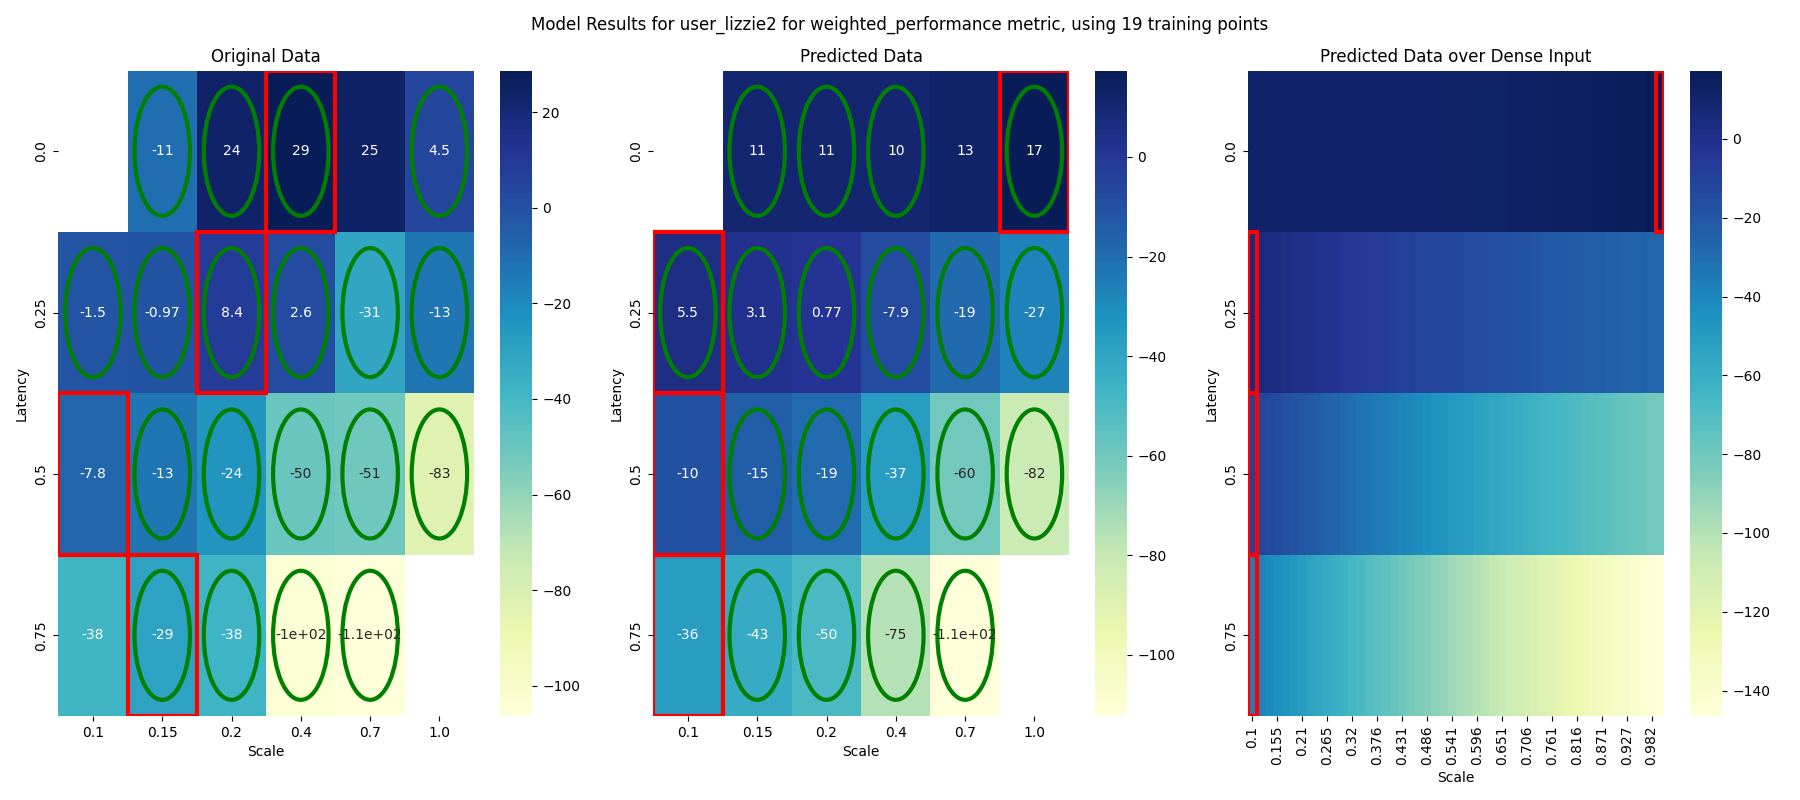 Model Results for user_lizzie2 for weighted_performance metric, using 19 training points
Original Data
Latency
0.0
-11 24 29 25 4.5
0.25
-1.5 -0.97 8.4 2.6 -31 -13
0.5
-7.8 -13 -24 -50 -51 -83
0.75
-38 -29 -38 -1e+02 -1.1e+02
0.1 0.15 0.2 0.4 0.7 1.0
Scale
20
0
−20
−40
−60
−80
−100
Predicted Data
Latency
0.0
11 11 10 13 17
0.25
5.5 3.1 0.77 -7.9 -19 -27
0.5
-10 -15 -19 -37 -60 -82
0.75
-36 -43 -50 -75 -1.1e+02
0.1 0.15 0.2 0.4 0.7 1.0
Scale
0
−20
−40
−60
−80
−100
Predicted Data over Dense Input
Latency
0.0
0.25
0.5
0.75
0.1 0.155 0.21 0.265 0.32 0.376 0.431 0.486 0.541 0.596 0.651 0.706 0.761 0.816 0.871 0.927 0.982
Scale
0
−20
−40
−60
−80
−100
−120
−140